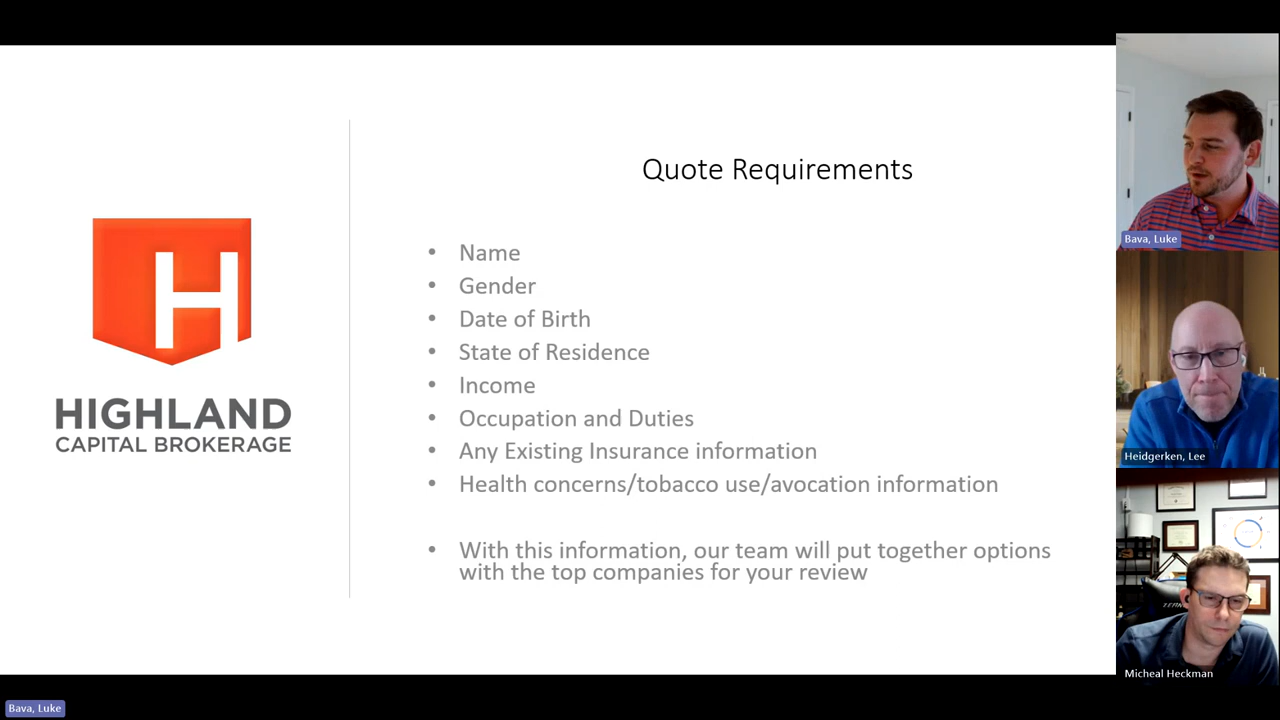 Quote Requirements
• Name
• Gender
• Date of Birth
• State of Residence
• Income
• Occupation and Duties
• Any Existing Insurance information
• Health concerns/tobacco use/avocation information
• With this information, our team will put together options
with the top companies for your review
H
HIGHLAND
CAPITAL BROKERAGE
Bava, Luke
Heidgerken, Lee
Micheal Heckman
Bava, Luke